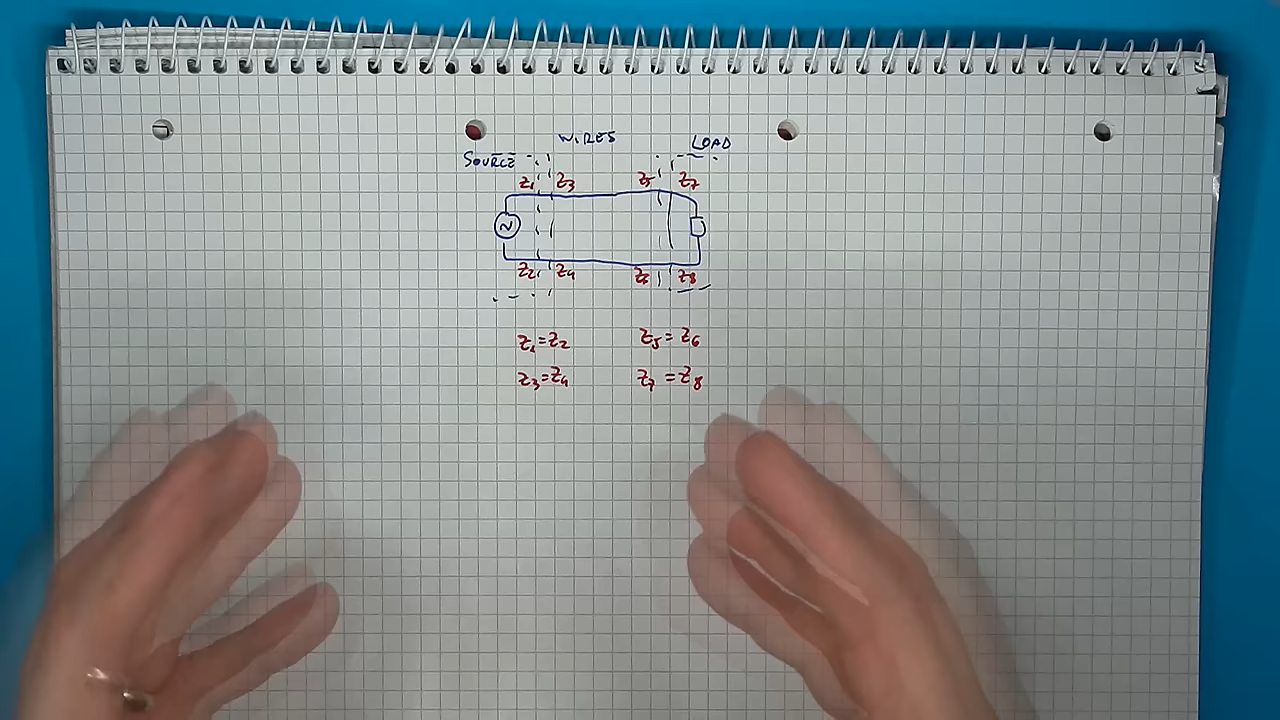 WIRES
SOURCE LOAD
Z1 Z3 Z5 Z7
N
Z2 Z4 Z6 Z8
Z1=Z2 Z5=Z6
Z3=Z4 Z7=Z8